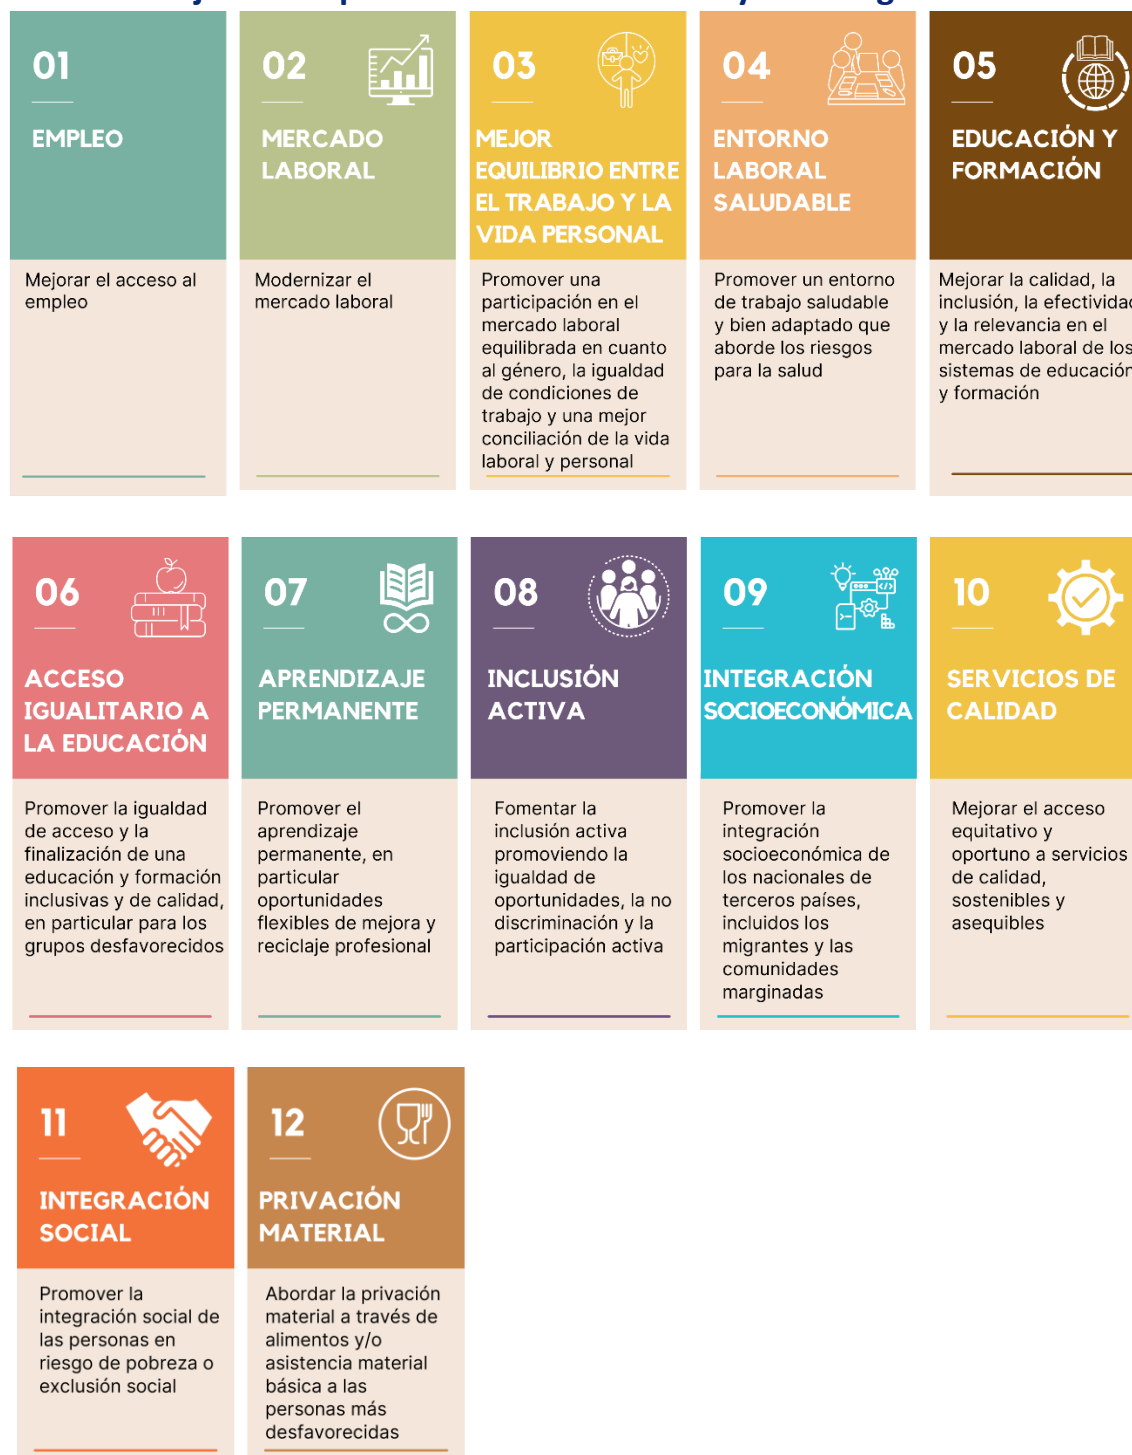 01
EMPLEO
Mejorar el acceso al
empleo
02
MERCADO
LABORAL
Modernizar el
mercado laboral
03
MEJOR
EQUILIBRIO ENTRE
EL TRABAJO Y LA
VIDA PERSONAL
Promover una
participación en el
mercado laboral
equilibrada en cuanto
al género, la igualdad
de condiciones de
trabajo y una mejor
conciliación de la vida
laboral y personal
04
ENTORNO
LABORAL
SALUDABLE
Promover un entorno
de trabajo saludable
y bien adaptado que
aborde los riesgos
para la salud
05
EDUCACIÓN Y
FORMACIÓN
Mejorar la calidad, la
inclusión, la efectividad
y la relevancia en el
mercado laboral de los
sistemas de educación
y formación
06
ACCESO
IGUALITARIO A
LA EDUCACIÓN
Promover la igualdad
de acceso y la
finalización de una
educación y formación
inclusivas y de calidad,
en particular para los
grupos desfavorecidos
07
APRENDIZAJE
PERMANENTE
Promover el
aprendizaje
permanente, en
particular
oportunidades
flexibles de mejora y
reciclaje profesional
08
INCLUSIÓN
ACTIVA
Fomentar la
inclusión activa
promoviendo la
igualdad de
oportunidades, la no
discriminación y la
participación activa
09
INTEGRACIÓN
SOCIOECONÓMICA
Promover la
integración
socioeconómica de
los nacionales de
terceros países,
incluidos los
migrantes y las
comunidades
marginadas
10
SERVICIOS DE
CALIDAD
Mejorar el acceso
equitativo y
oportuno a servicios
de calidad,
sostenibles y
asequibles
11
INTEGRACIÓN
SOCIAL
Promover la
integración social de
las personas en
riesgo de pobreza o
exclusión social
12
PRIVACIÓN
MATERIAL
Abordar la privación
material a través de
alimentos y/o
asistencia material
básica a las
personas más
desfavorecidas